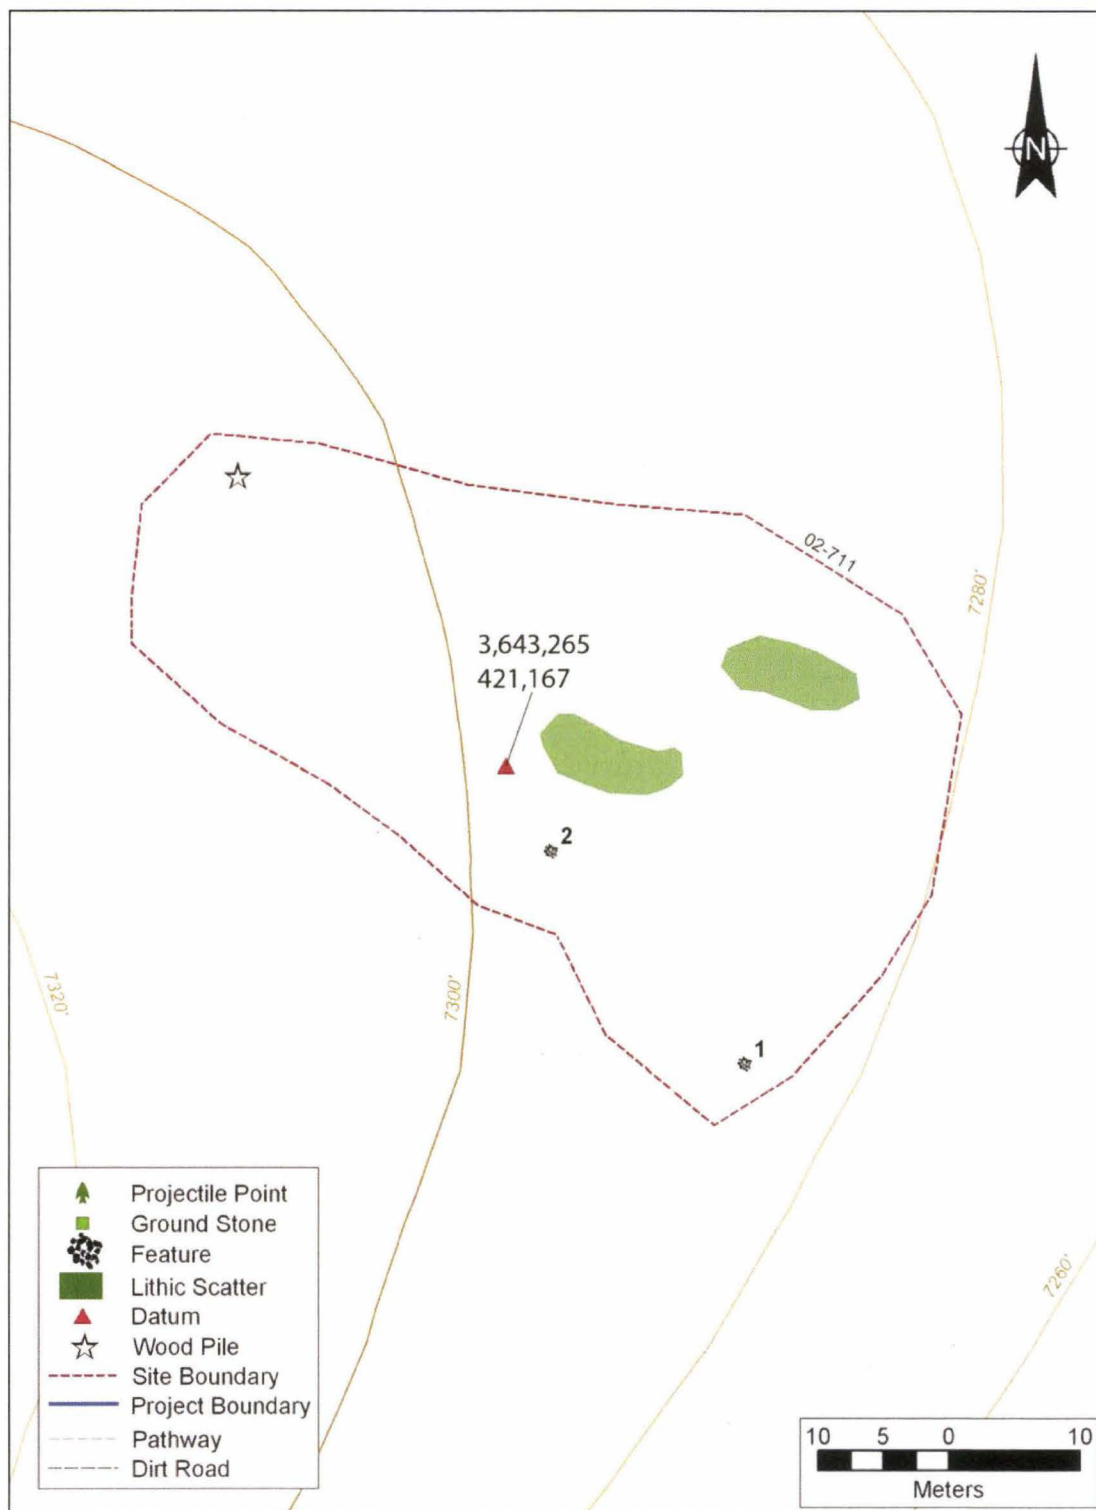 N
02-711
7280'
3,643,265
421,167
2
7320'
7300'
1
7260'
Projectile Point
Ground Stone
Feature
Lithic Scatter
Datum
Wood Pile
Site Boundary
Project Boundary
Pathway
Dirt Road
10 5 0 10
Meters